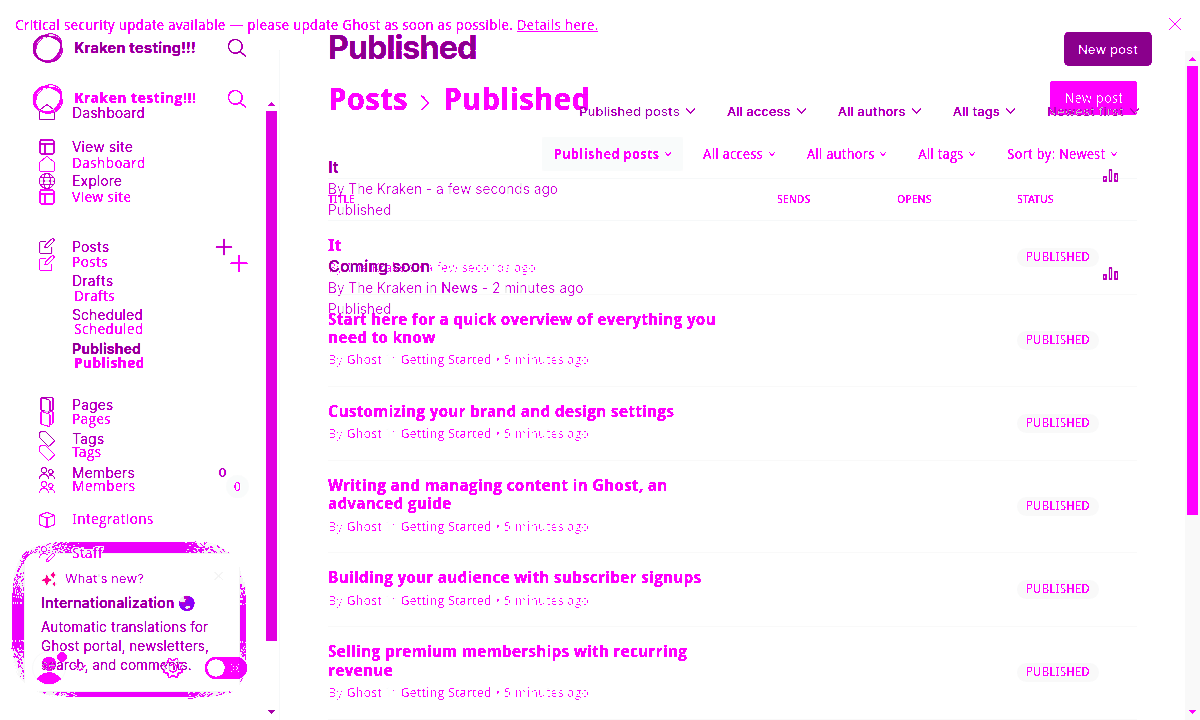 Critical security update available — please update Ghost as soon as possible. Details here.
Kraken testing!!!
Published
New post
Kraken testing!!!
Posts > Published
New post
Dashboard
Published posts
All access
All authors
All tags
Newest first
View site
Dashboard
Published posts
All access
All authors
All tags
Sort by: Newest
Explore
View site
It
By The Kraken - a few seconds ago
Published
TITLE
SENDS
OPENS
STATUS
Posts
Posts
It
a few seconds ago
PUBLISHED
Coming soon
By The Kraken in News - 2 minutes ago
Published
Drafts
Drafts
Scheduled
Scheduled
Published
Published
Start here for a quick overview of everything you
need to know
By Ghost in Getting Started • 5 minutes ago
PUBLISHED
Pages
Pages
Tags
Tags
Members 0
Members 0
Integrations
Staff
Customizing your brand and design settings
By Ghost in Getting Started • 5 minutes ago
PUBLISHED
Writing and managing content in Ghost, an
advanced guide
By Ghost in Getting Started • 5 minutes ago
PUBLISHED
Building your audience with subscriber signups
By Ghost in Getting Started • 5 minutes ago
PUBLISHED
Selling premium memberships with recurring
revenue
By Ghost in Getting Started • 5 minutes ago
PUBLISHED
What's new?
Internationalization
Automatic translations for
Ghost portal, newsletters,
search, and comments.